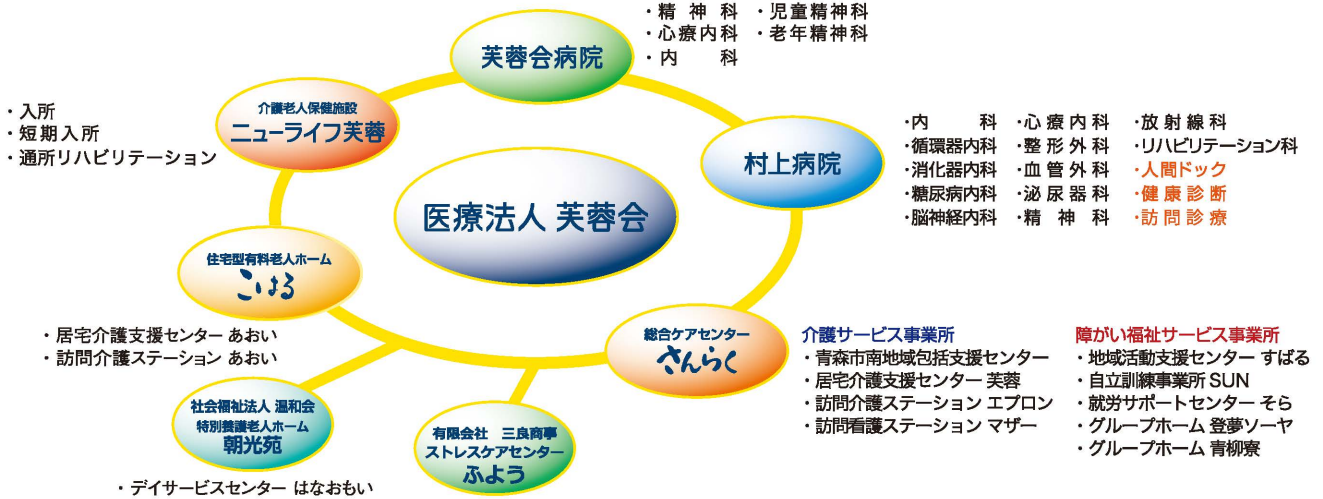 ・精神科 ・児童精神科
・心療内科 ・老年精神科
・内科
芙蓉会病院
介護老人保健施設
ニューライフ芙蓉
・入所
・短期入所
・通所リハビリテーション
村上病院
・内科 ・心療内科 ・放射線科
・循環器内科 ・整形外科 ・リハビリテーション科
・消化器内科 ・血管外科 ・人間ドック
・糖尿病内科 ・泌尿器科 ・健康診断
・脳神経内科 ・精神科 ・訪問診療
医療法人 芙蓉会
住宅型有料老人ホーム
こはる
・居宅介護支援センター あおい
・訪問介護ステーション あおい
総合ケアセンター
さんらく
介護サービス事業所
・青森市南地域包括支援センター
・居宅介護支援センター 芙蓉
・訪問介護ステーション エプロン
・訪問看護ステーション マザー
障がい福祉サービス事業所
・地域活動支援センター すばる
・自立訓練事業所 SUN
・就労サポートセンター そら
・グループホーム 登夢ソーヤ
・グループホーム 青柳寮
社会福祉法人 温和会
特別養護老人ホーム
朝光苑
・デイサービスセンター はなおもい
有限会社 三良商事
ストレスケアセンター
ふよう